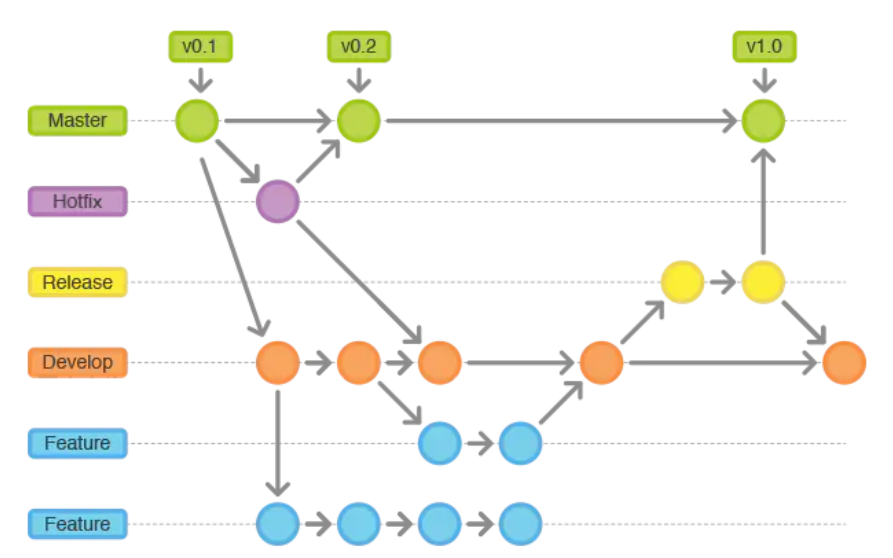 v0.1
v0.2
v1.0
Master
Hotfix
Release
Develop
Feature
Feature